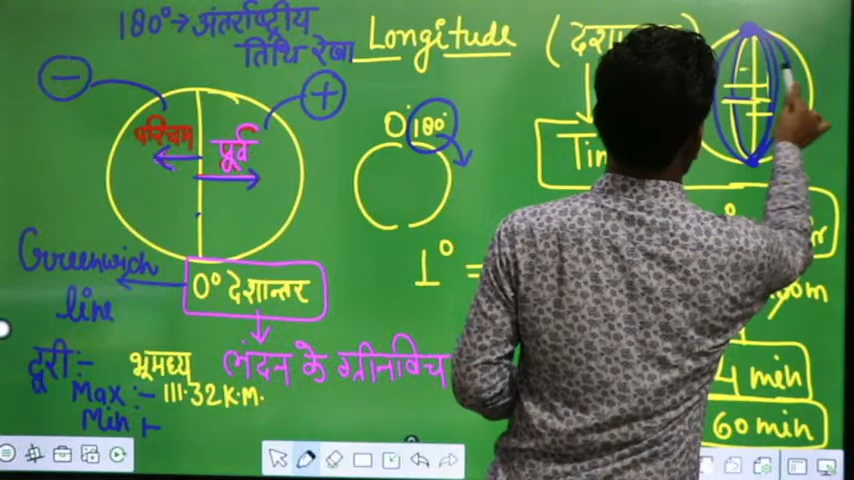 180° → अंतर्राष्ट्रीय
तिथि रेखा
Longitude
−
+
पश्चिम
पूर्व
0° 180°
1° =
Greenwich
line
0° देशान्तर
लंदन के ग्रीनविच
दूरी :-
भूमध्य
Max :- 111.32 K.M.
Min :-
4 min
60 min